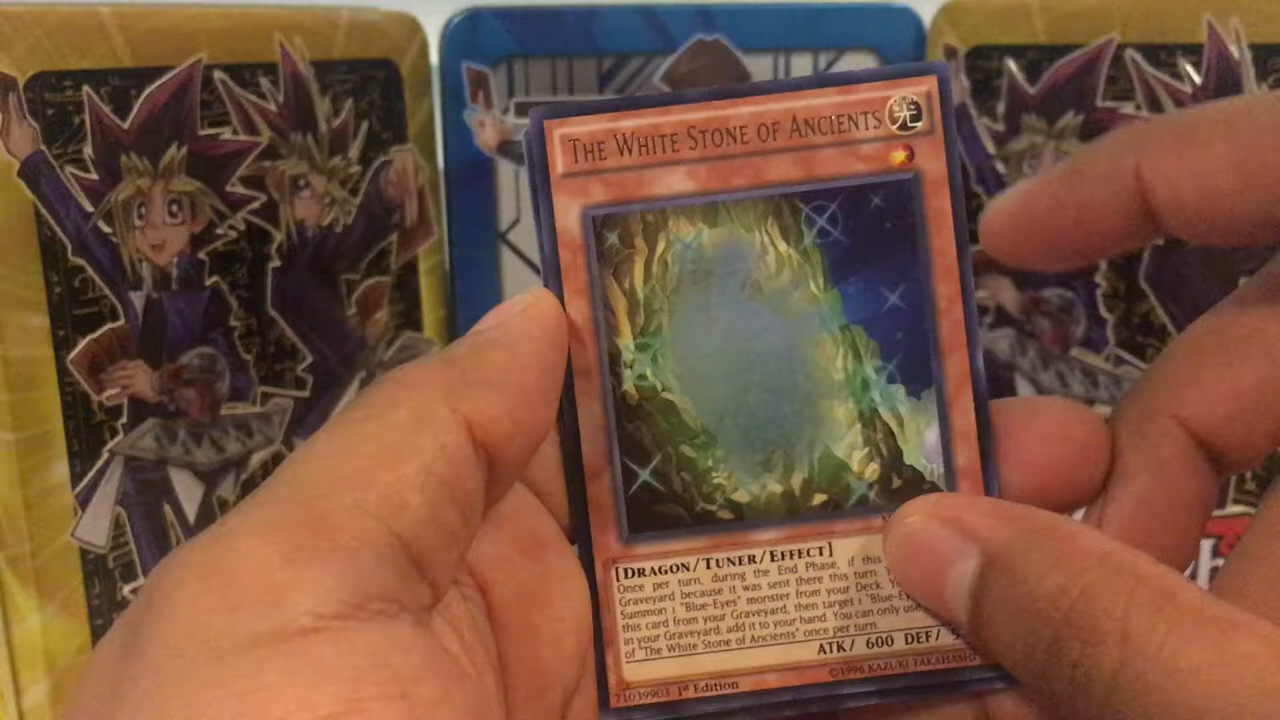 THE WHITE STONE OF ANCIENTS
光
[DRAGON/TUNER/EFFECT]
Once per turn, during the End Phase, if this
Graveyard because it was sent there this turn:
Summon 1 "Blue-Eyes" monster from your Deck.
this card from your Graveyard, then target 1 "Blue-
in your Graveyard; add it to your hand. You can only use
of "The White Stone of Ancients" once per turn.
ATK/ 600 DEF/
©1996 KAZUKI TAKAHASHI
71039903 1st Edition